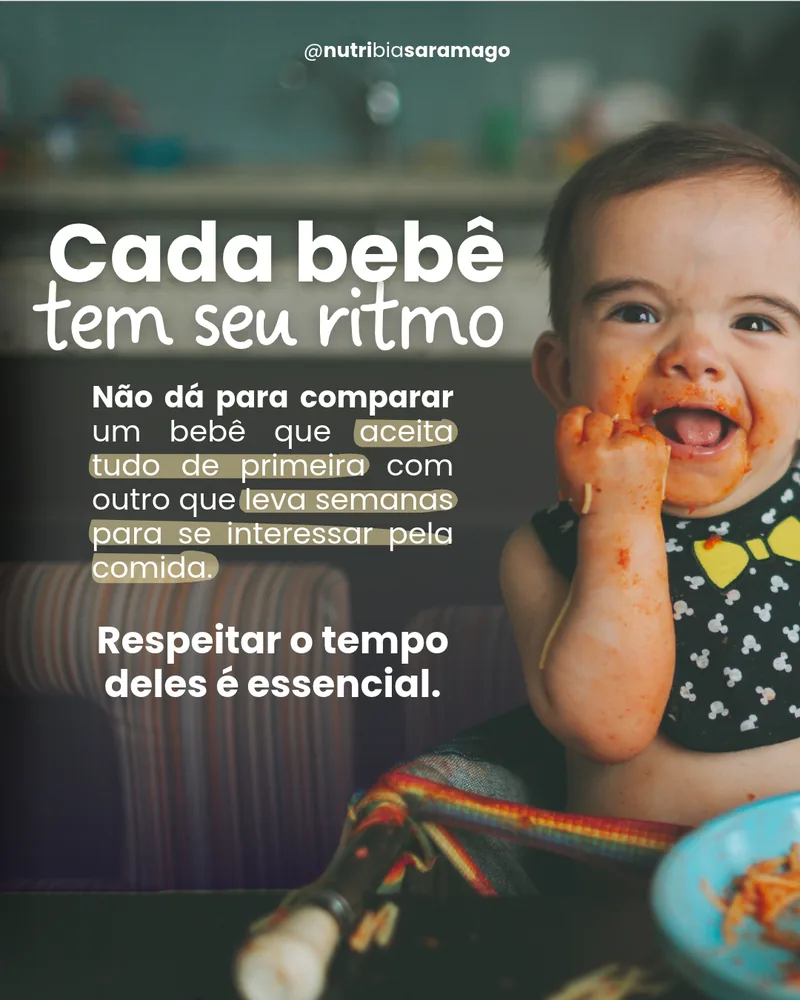 @nutribiasaramago
Cada bebê
tem seu ritmo
Não dá para comparar
um bebê que aceita
tudo de primeira com
outro que leva semanas
para se interessar pela
comida.
Respeitar o tempo
deles é essencial.